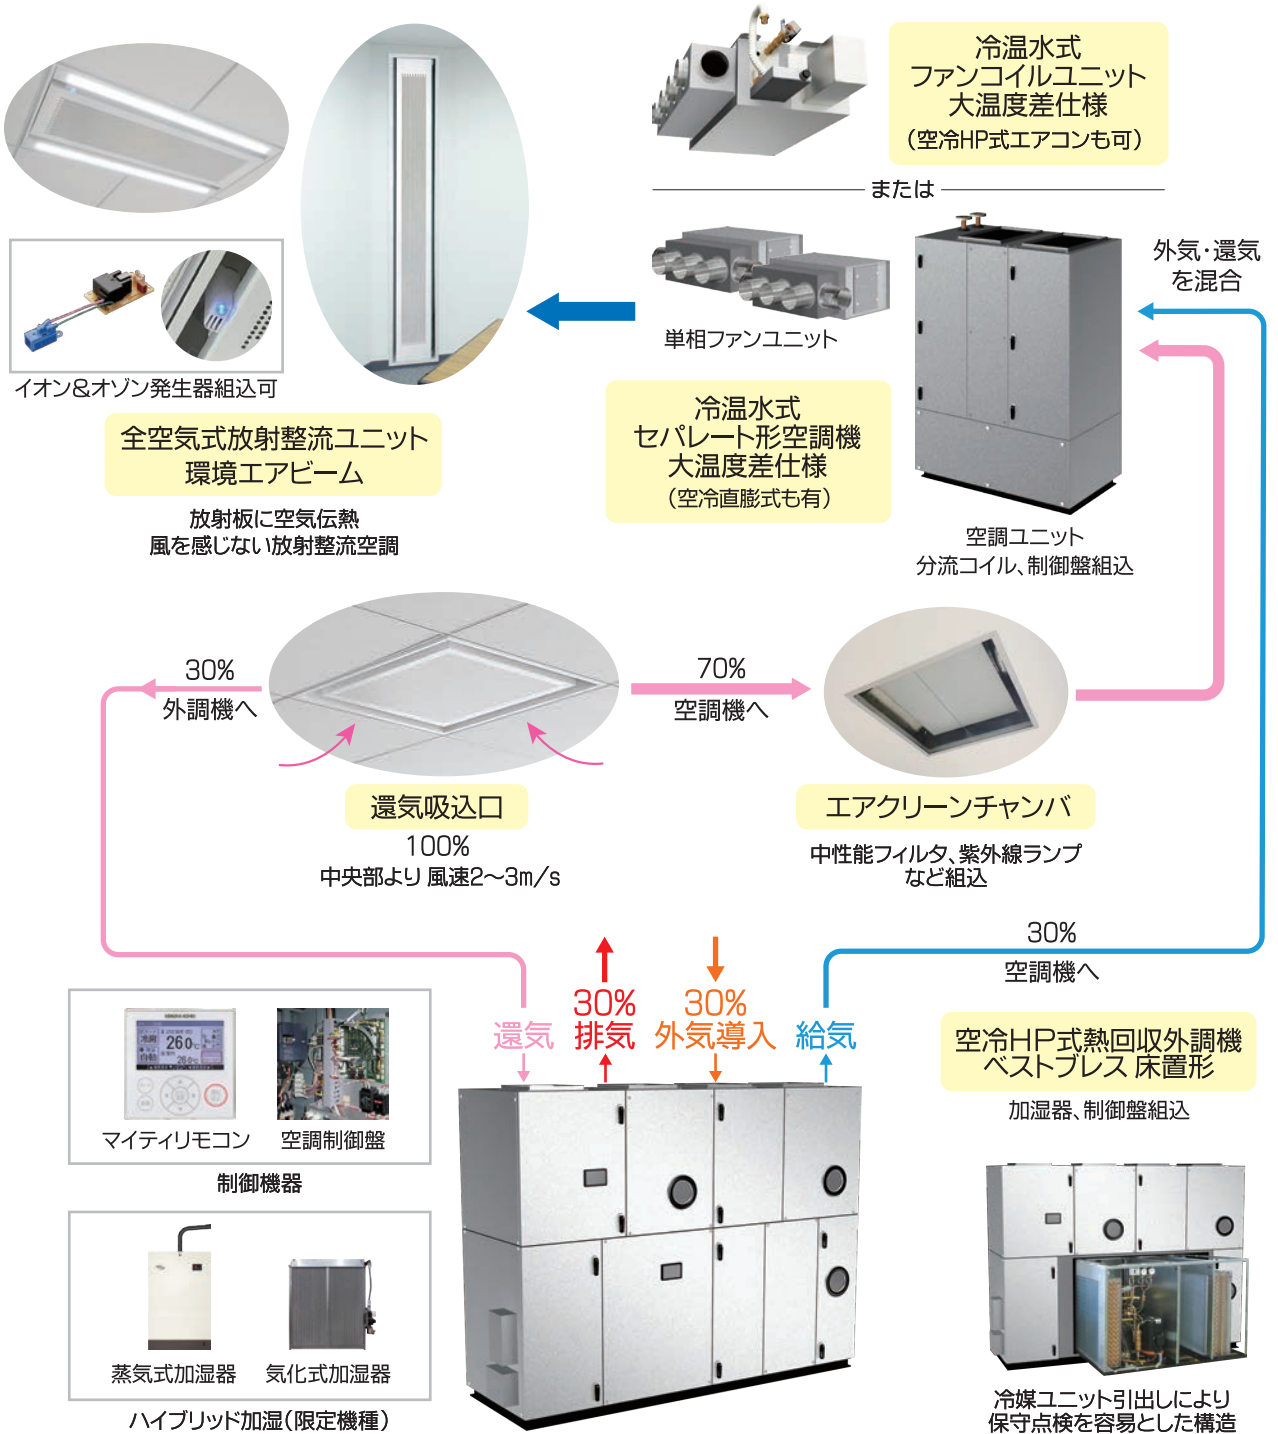 冷温水式
ファンコイルユニット
大温度差仕様
(空冷HP式エアコンも可)
または
外気・還気
を混合
単相ファンユニット
イオン&オゾン発生器組込可
全空気式放射整流ユニット
環境エアビーム
放射板に空気伝熱
風を感じない放射整流空調
冷温水式
セパレート形空調機
大温度差仕様
(空冷直膨式も有)
空調ユニット
分流コイル、制御盤組込
30%
外調機へ
70%
空調機へ
還気吸込口
100%
中央部より 風速2〜3m/s
エアクリーンチャンバ
中性能フィルタ、紫外線ランプ
など組込
30%
空調機へ
還気
30%
排気
30%
外気導入
給気
空冷HP式熱回収外調機
ベストブレス 床置形
加湿器、制御盤組込
冷房
26.0℃
自動
26.0℃
マイティリモコン
空調制御盤
制御機器
蒸気式加湿器
気化式加湿器
ハイブリッド加湿(限定機種)
冷媒ユニット引出しにより
保守点検を容易とした構造